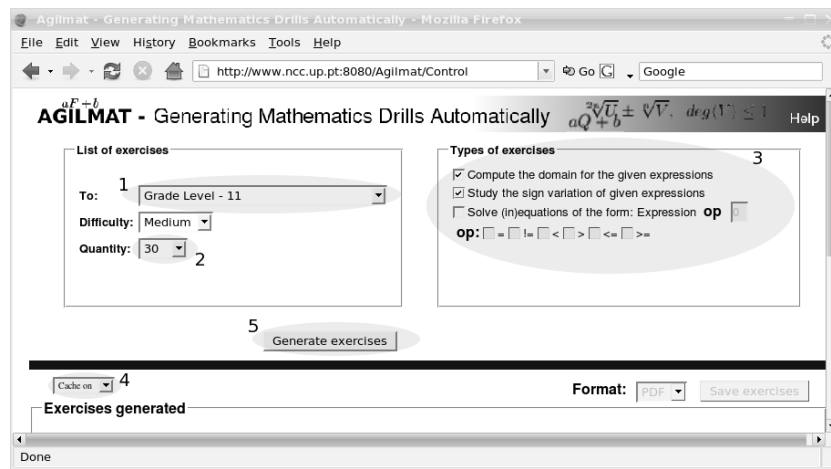 Agilmat - Generating Mathematics Drills Automatically - Mozilla Firefox
File Edit View History Bookmarks Tools Help
http://www.ncc.up.pt:8080/Agilmat/Control Go G Google
aF + b
AGILMAT - Generating Mathematics Drills Automatically
deg(V) ≤ 1 Help
List of exercises
1
To: Grade Level - 11
Difficulty: Medium
Quantity: 30
2
Types of exercises
3
Compute the domain for the given expressions
Study the sign variation of given expressions
Solve (in)equations of the form: Expression op 0
op: = != < > <= >=
5
Generate exercises
Cache on 4
Format: PDF Save exercises
Exercises generated
Done